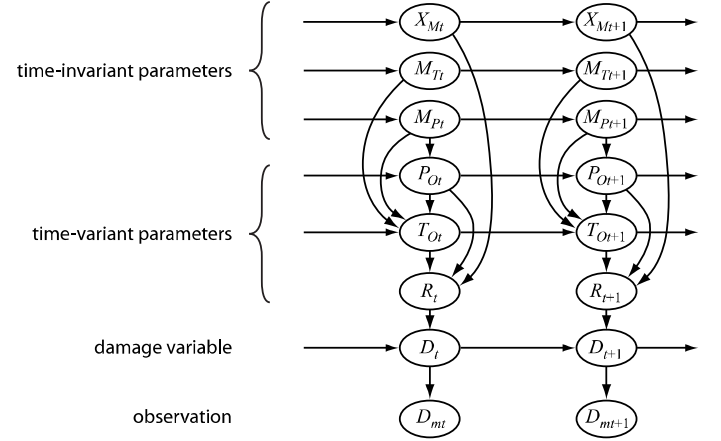 X_Mt X_Mt+1
time-invariant parameters M_Tt M_Tt+1
M_Pt M_Pt+1
P_Ot P_Ot+1
time-variant parameters T_Ot T_Ot+1
R_t R_t+1
damage variable D_t D_t+1
observation D_mt D_mt+1